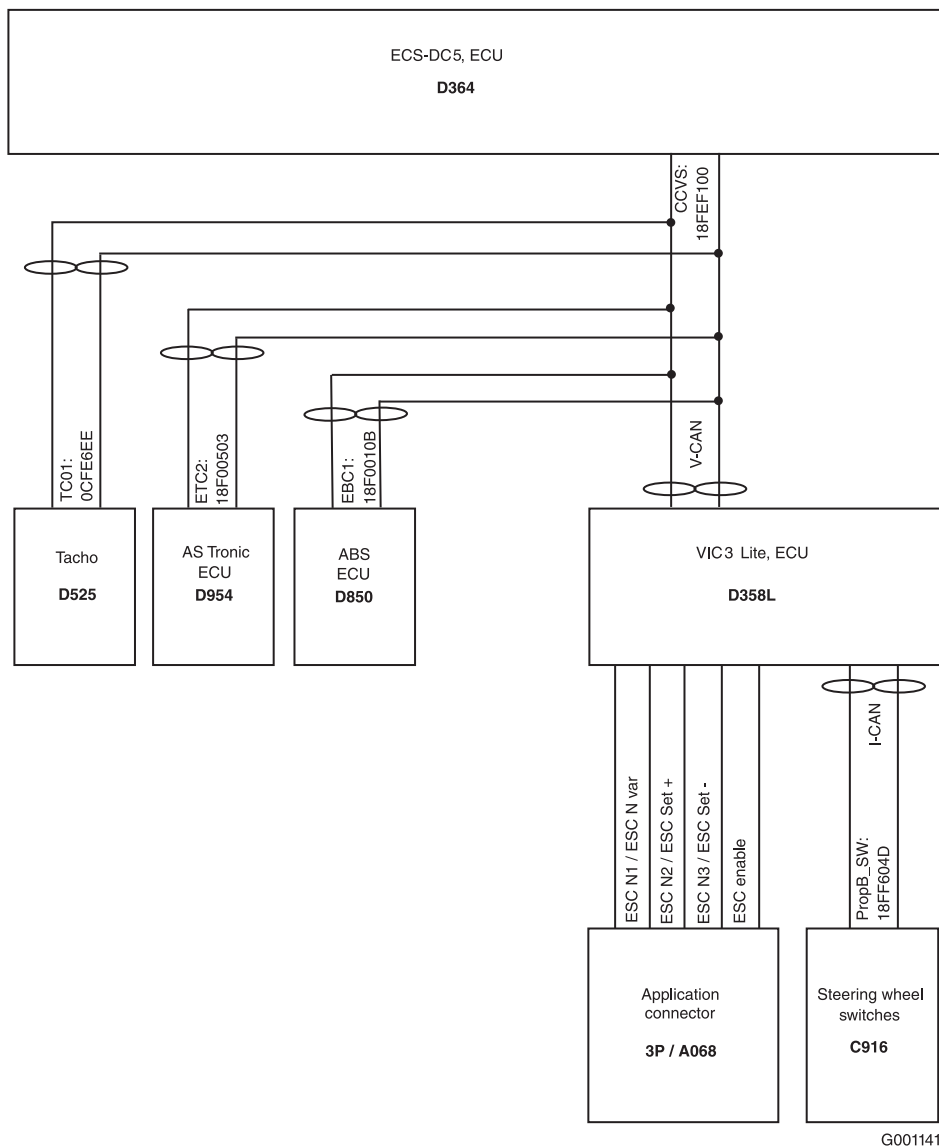 ECS-DC5, ECU
D364
CCVS:
18FEF100
TC01:
0CFE6EE
ETC2:
18F00503
EBC1:
18F0010B
V-CAN
Tacho
D525
AS Tronic
ECU
D954
ABS
ECU
D850
VIC3 Lite, ECU
D358L
ESC N1 / ESC N var
ESC N2 / ESC Set +
ESC N3 / ESC Set -
ESC enable
I-CAN
PropB_SW:
18FF604D
Application
connector
3P / A068
Steering wheel
switches
C916
G001141